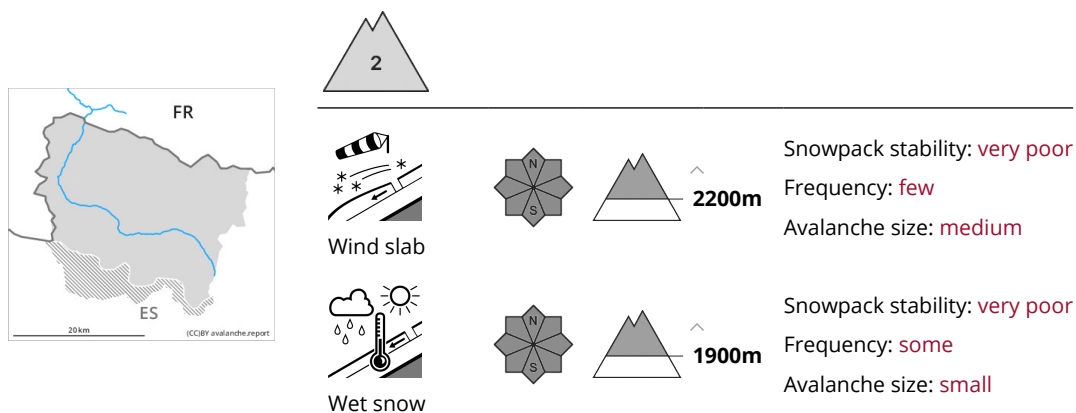 2
FR
ES
20 km
(CC)BY avalanche.report
N
S
2200m
Snowpack stability: very poor
Frequency: few
Avalanche size: medium
Wind slab
N
S
1900m
Snowpack stability: very poor
Frequency: some
Avalanche size: small
Wet snow